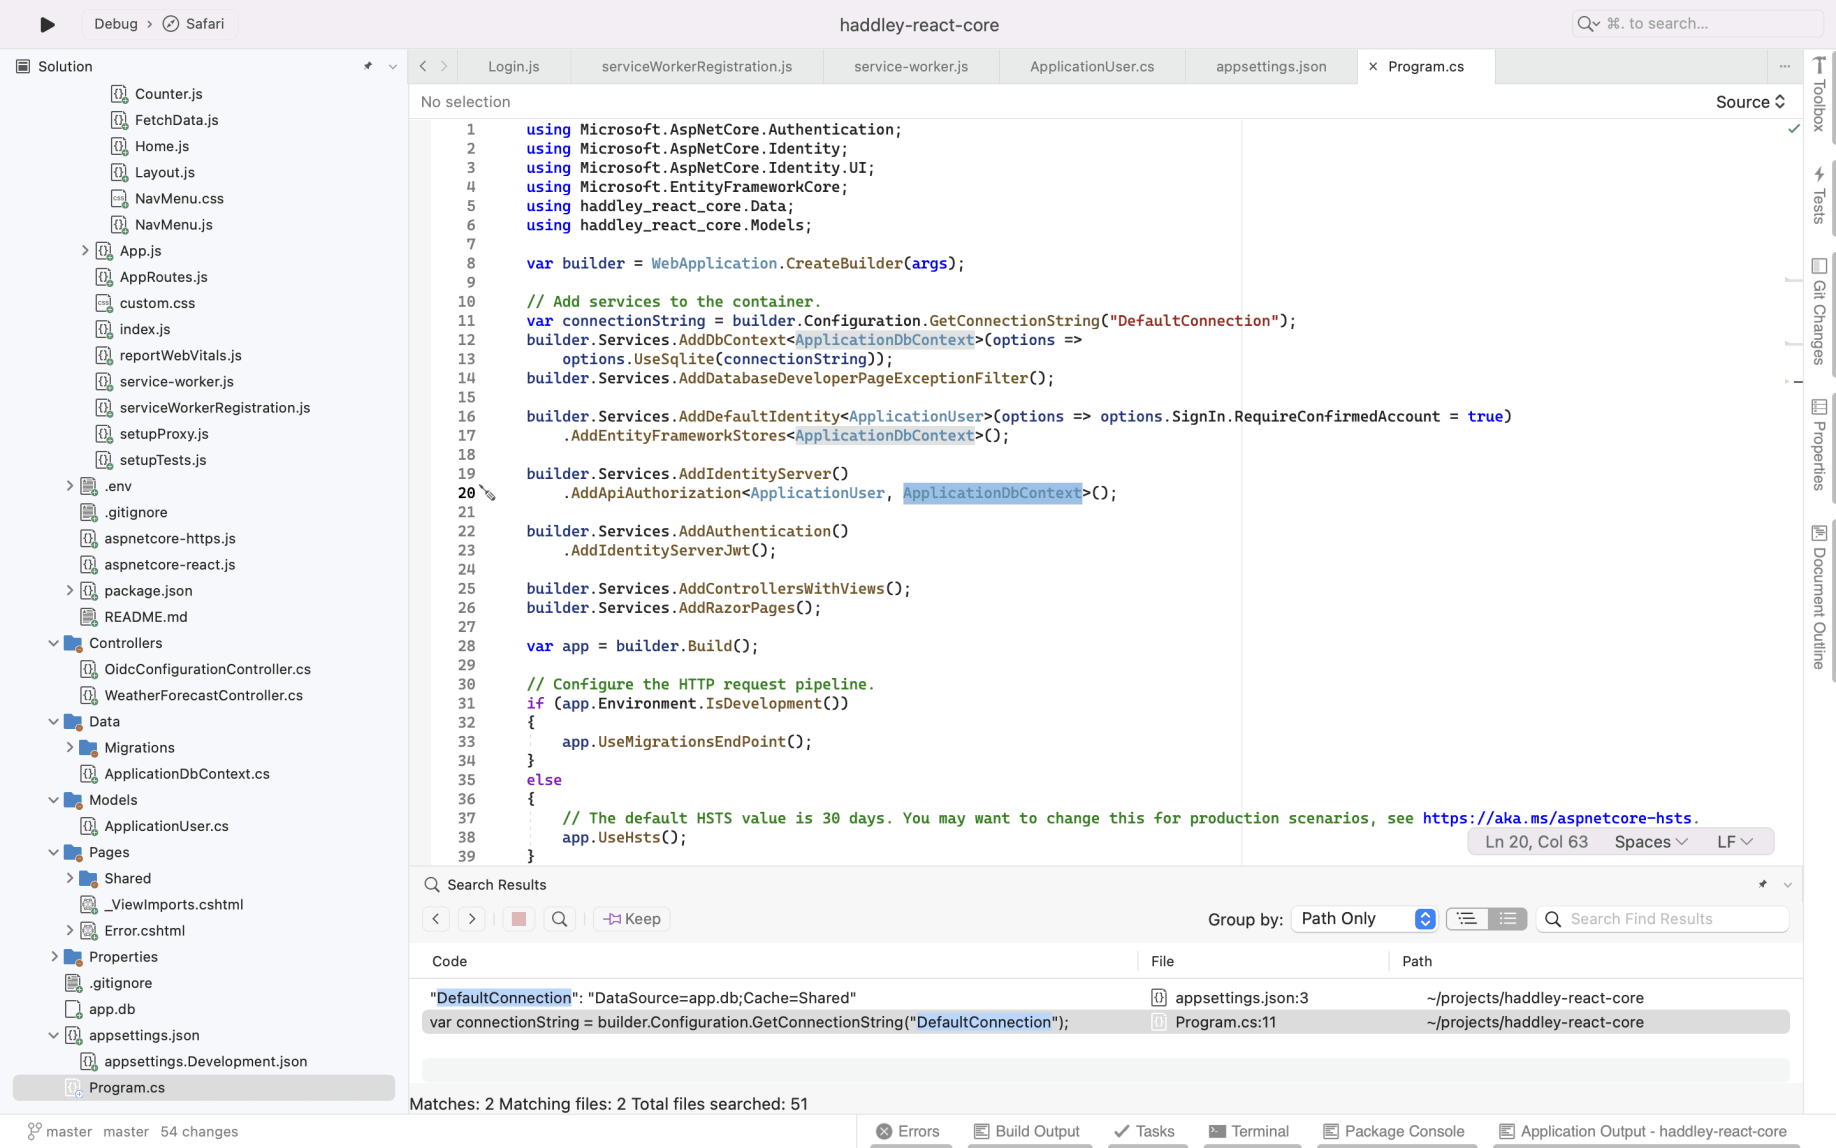 Debug › Safari
haddley-react-core
⌘. to search...
Solution
Counter.js
FetchData.js
Home.js
Layout.js
NavMenu.css
NavMenu.js
App.js
AppRoutes.js
custom.css
index.js
reportWebVitals.js
service-worker.js
serviceWorkerRegistration.js
setupProxy.js
setupTests.js
.env
.gitignore
aspnetcore-https.js
aspnetcore-react.js
package.json
README.md
Controllers
OidcConfigurationController.cs
WeatherForecastController.cs
Data
Migrations
ApplicationDbContext.cs
Models
ApplicationUser.cs
Pages
Shared
_ViewImports.cshtml
Error.cshtml
Properties
.gitignore
app.db
appsettings.json
appsettings.Development.json
Program.cs
Login.js serviceWorkerRegistration.js service-worker.js ApplicationUser.cs appsettings.json × Program.cs ...
No selection Source
1 using Microsoft.AspNetCore.Authentication;
2 using Microsoft.AspNetCore.Identity;
3 using Microsoft.AspNetCore.Identity.UI;
4 using Microsoft.EntityFrameworkCore;
5 using haddley_react_core.Data;
6 using haddley_react_core.Models;
7
8 var builder = WebApplication.CreateBuilder(args);
9
10 // Add services to the container.
11 var connectionString = builder.Configuration.GetConnectionString("DefaultConnection");
12 builder.Services.AddDbContext<ApplicationDbContext>(options =>
13 options.UseSqlite(connectionString));
14 builder.Services.AddDatabaseDeveloperPageExceptionFilter();
15
16 builder.Services.AddDefaultIdentity<ApplicationUser>(options => options.SignIn.RequireConfirmedAccount = true)
17 .AddEntityFrameworkStores<ApplicationDbContext>();
18
19 builder.Services.AddIdentityServer()
20 .AddApiAuthorization<ApplicationUser, ApplicationDbContext>();
21
22 builder.Services.AddAuthentication()
23 .AddIdentityServerJwt();
24
25 builder.Services.AddControllersWithViews();
26 builder.Services.AddRazorPages();
27
28 var app = builder.Build();
29
30 // Configure the HTTP request pipeline.
31 if (app.Environment.IsDevelopment())
32 {
33 app.UseMigrationsEndPoint();
34 }
35 else
36 {
37 // The default HSTS value is 30 days. You may want to change this for production scenarios, see https://aka.ms/aspnetcore-hsts.
38 app.UseHsts();
39 }
Ln 20, Col 63 Spaces LF
Toolbox
Tests
Git Changes
Properties
Document Outline
Search Results
Keep Group by: Path Only Search Find Results
Code File Path
"DefaultConnection": "DataSource=app.db;Cache=Shared" appsettings.json:3 ~/projects/haddley-react-core
var connectionString = builder.Configuration.GetConnectionString("DefaultConnection"); Program.cs:11 ~/projects/haddley-react-core
Matches: 2 Matching files: 2 Total files searched: 51
master master 54 changes
Errors Build Output Tasks Terminal Package Console Application Output - haddley-react-core